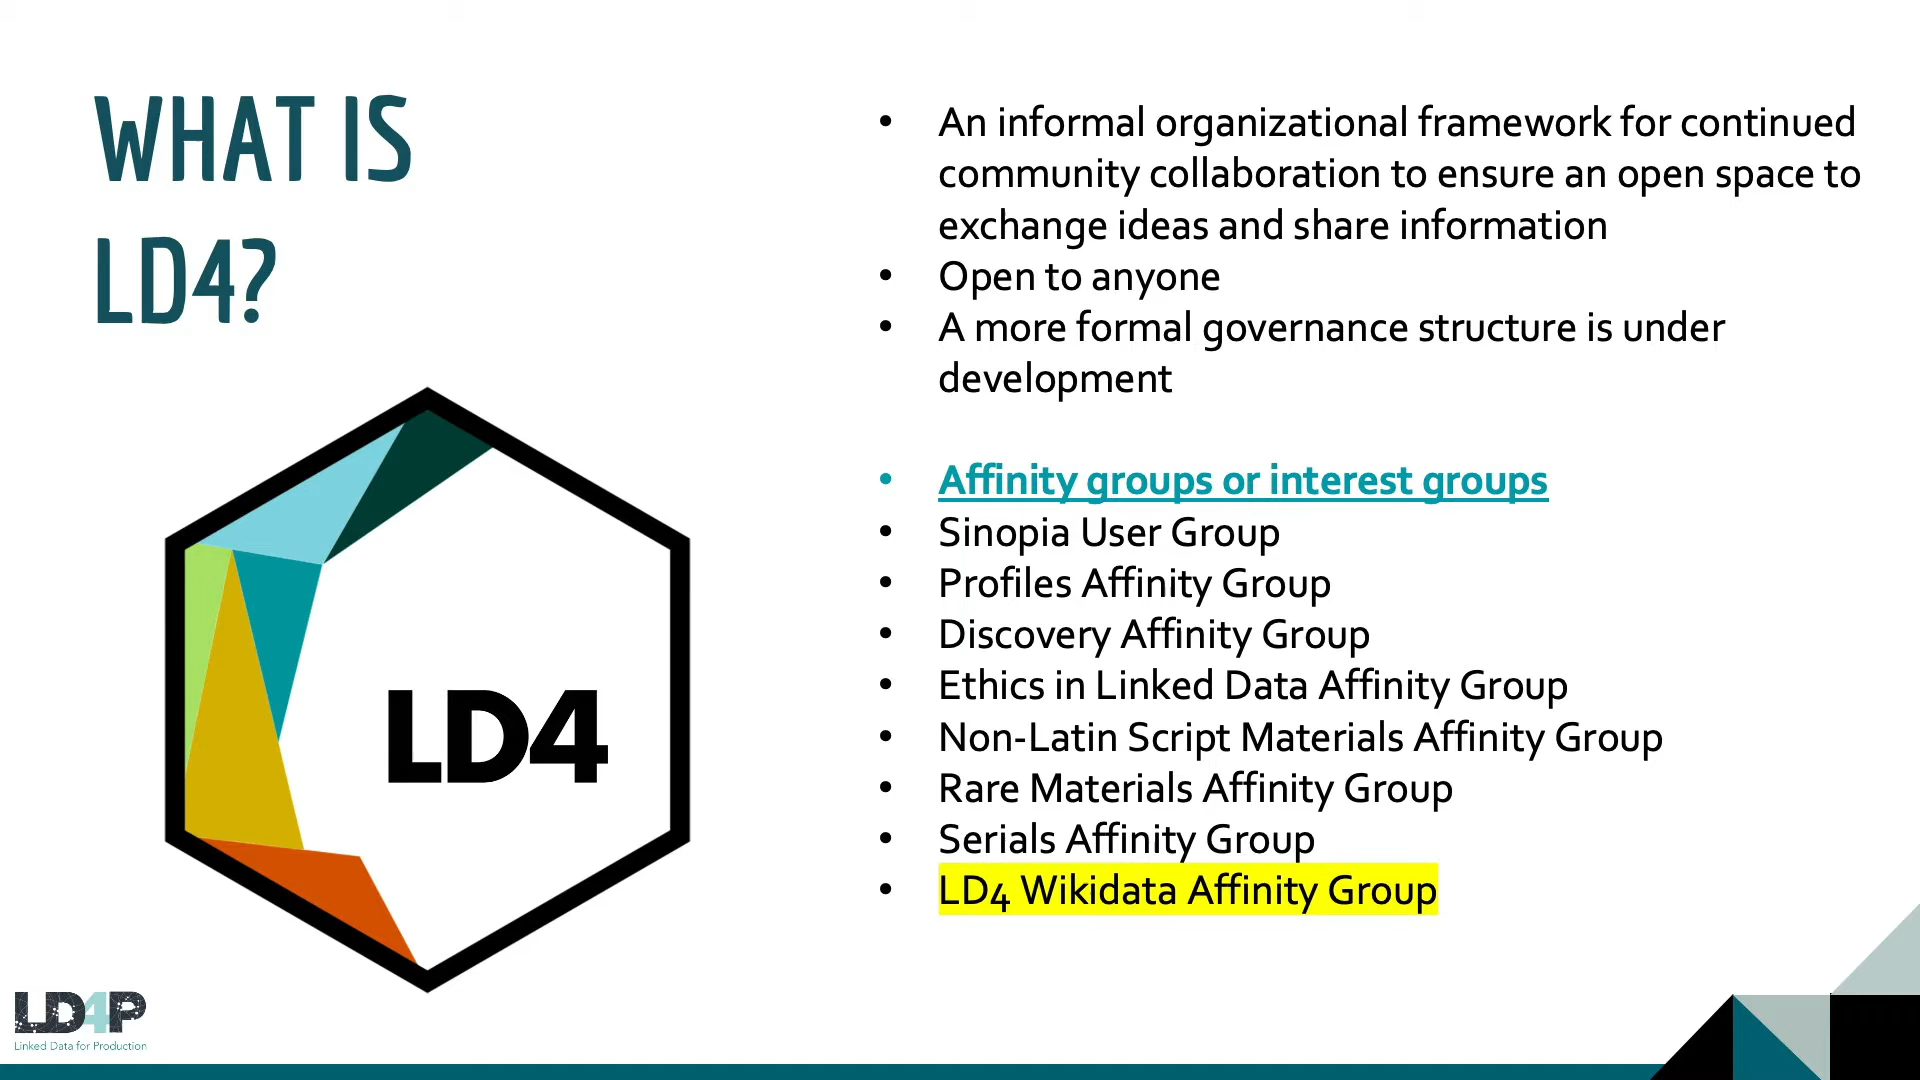 WHAT IS
LD4?
• An informal organizational framework for continued
community collaboration to ensure an open space to
exchange ideas and share information
• Open to anyone
• A more formal governance structure is under
development
• Affinity groups or interest groups
• Sinopia User Group
• Profiles Affinity Group
• Discovery Affinity Group
• Ethics in Linked Data Affinity Group
• Non-Latin Script Materials Affinity Group
• Rare Materials Affinity Group
• Serials Affinity Group
• LD4 Wikidata Affinity Group
LD4
LD4P
Linked Data for Production